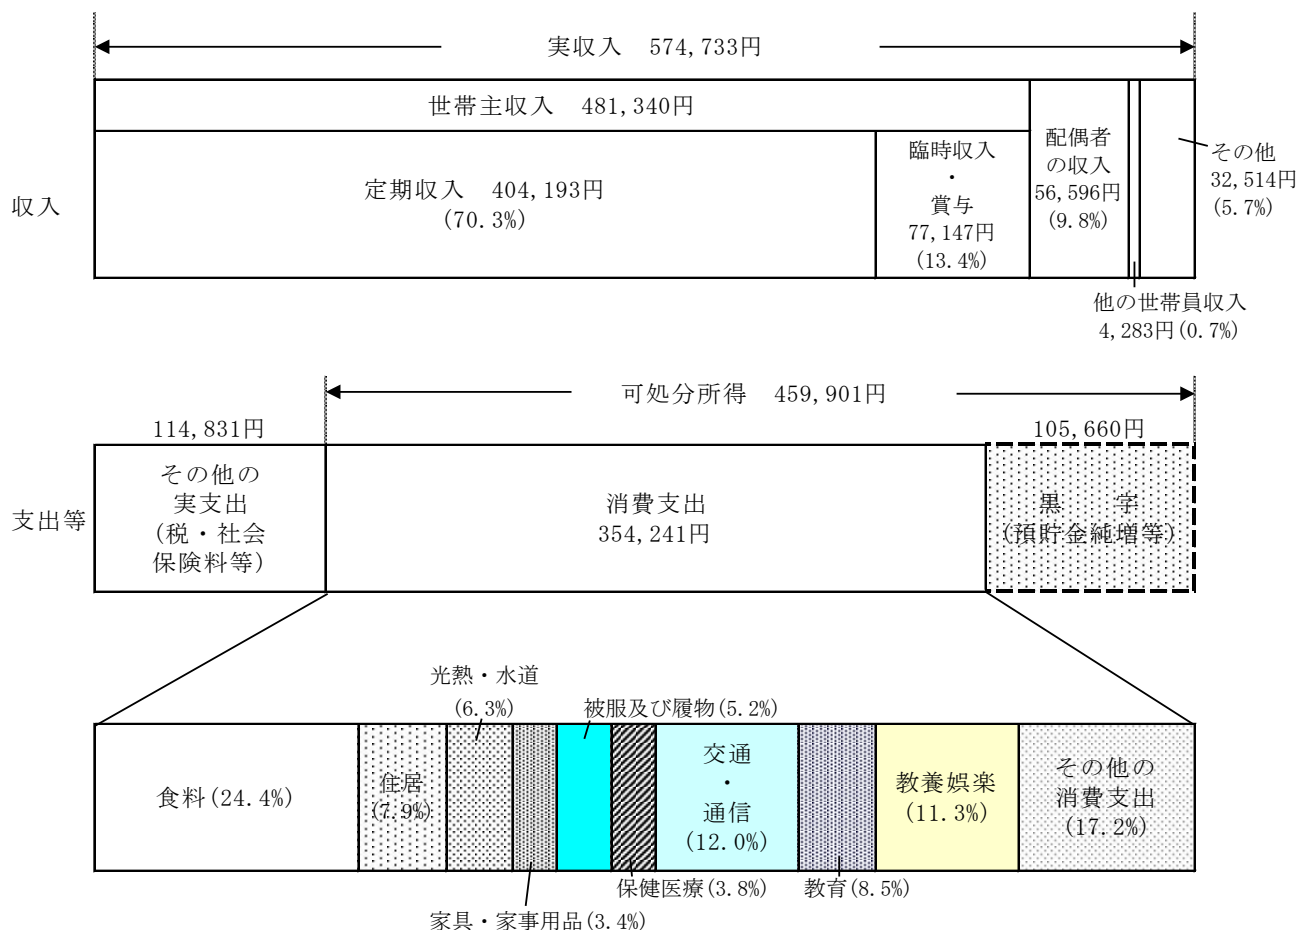 実収入 574,733円
世帯主収入 481,340円
定期収入 404,193円
(70.3%)
臨時収入
・
賞与
77,147円
(13.4%)
配偶者
の収入
56,596円
(9.8%)
その他
32,514円
(5.7%)
収入
他の世帯員収入
4,283円(0.7%)
可処分所得 459,901円
114,831円
105,660円
その他の
実支出
(税・社会
保険料等)
消費支出
354,241円
黒字
(預貯金純増等)
支出等
光熱・水道
(6.3%)
被服及び履物(5.2%)
食料(24.4%)
住居
(7.9%)
交通
・
通信
(12.0%)
教養娯楽
(11.3%)
その他の
消費支出
(17.2%)
保健医療(3.8%)
教育(8.5%)
家具・家事用品(3.4%)